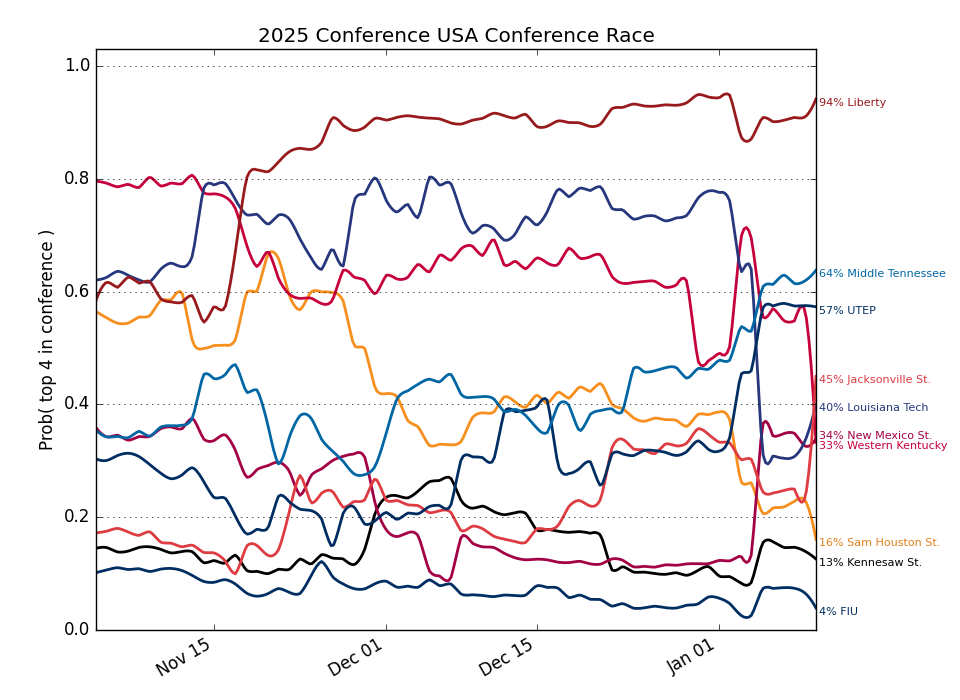 2025 Conference USA Conference Race
Prob( top 4 in conference )
1.0
0.8
0.6
0.4
0.2
0.0
Nov 15
Dec 01
Dec 15
Jan 01
94% Liberty
64% Middle Tennessee
57% UTEP
45% Jacksonville St.
40% Louisiana Tech
34% New Mexico St.
33% Western Kentucky
16% Sam Houston St.
13% Kennesaw St.
4% FIU